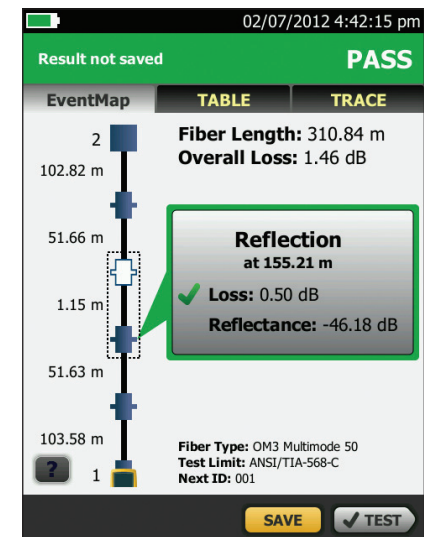 02/07/2012 4:42:15 pm
Result not saved PASS
EventMap TABLE TRACE
2
102.82 m
51.66 m
1.15 m
51.63 m
103.58 m
1
?
Fiber Length: 310.84 m
Overall Loss: 1.46 dB
Reflection
at 155.21 m
Loss: 0.50 dB
Reflectance: -46.18 dB
Fiber Type: OM3 Multimode 50
Test Limit: ANSI/TIA-568-C
Next ID: 001
SAVE TEST